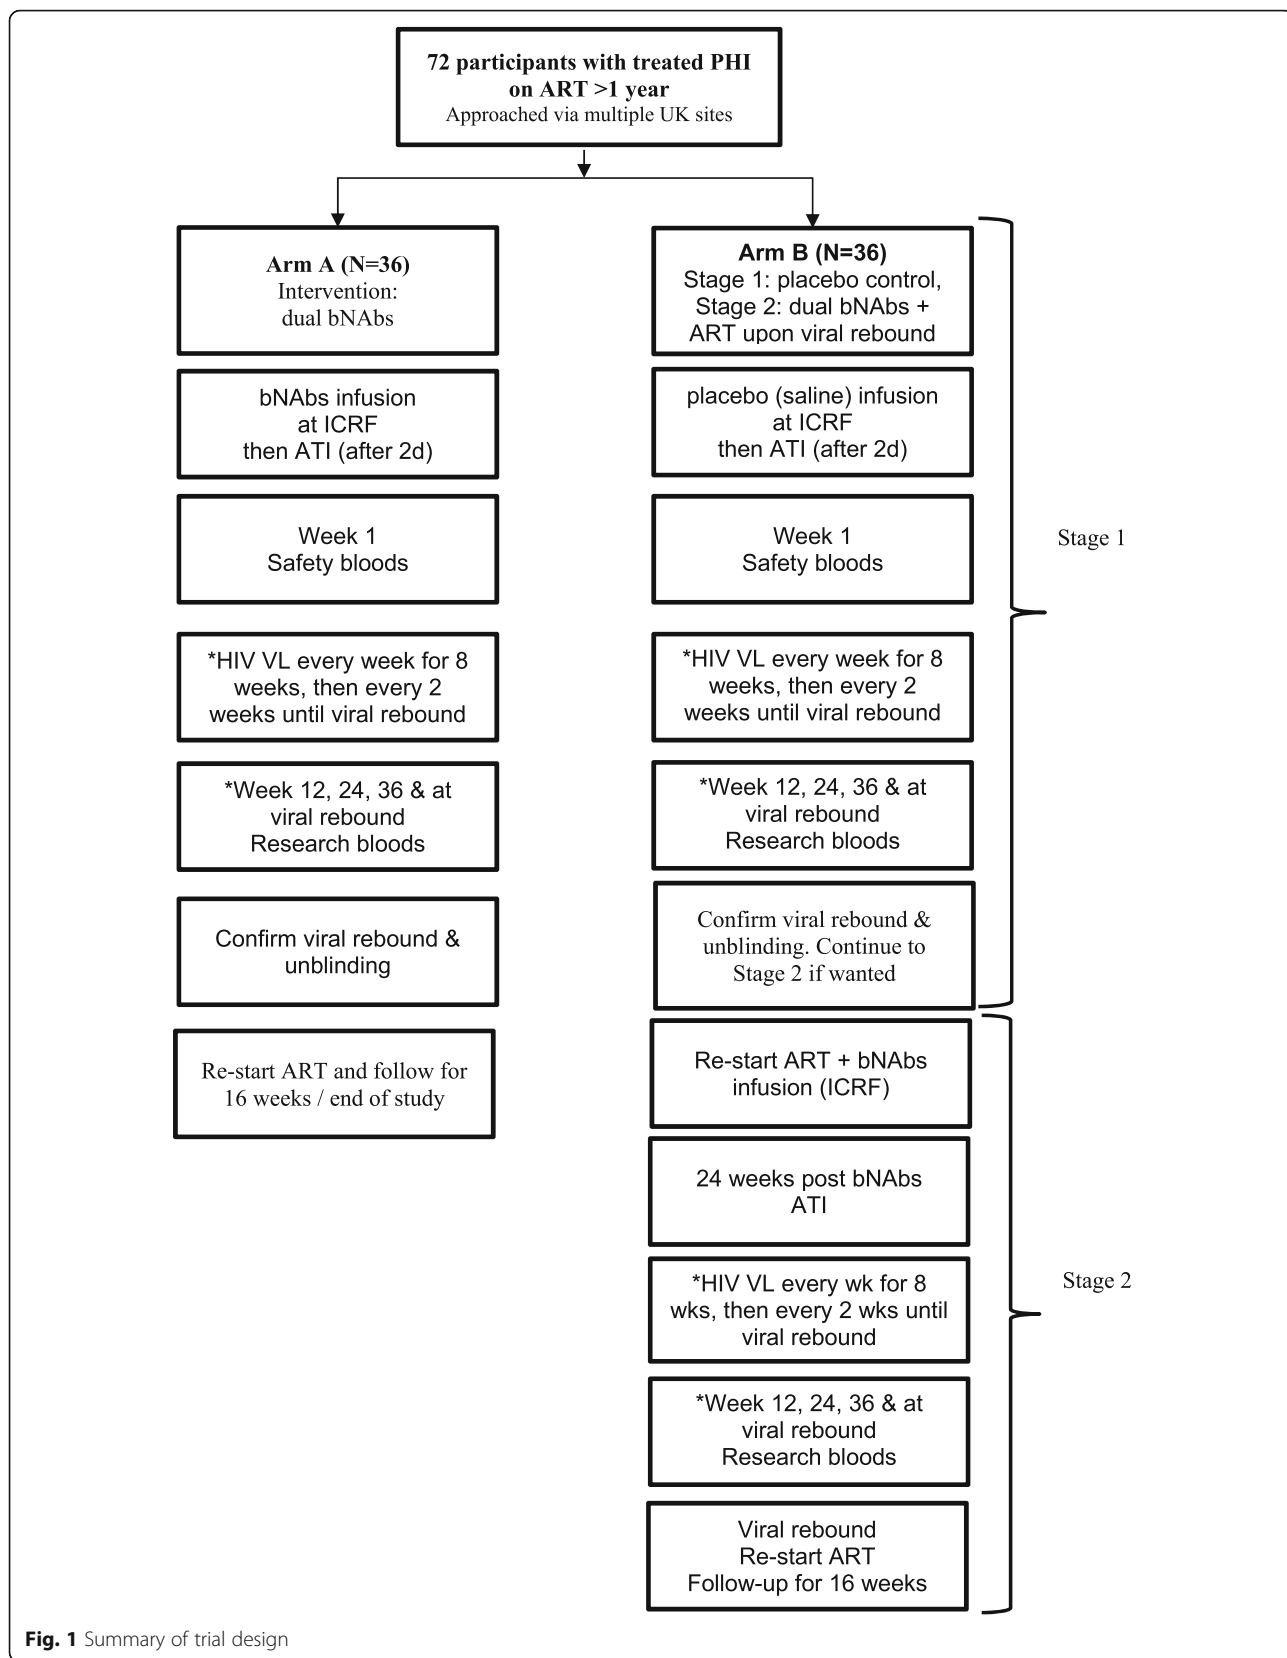 72 participants with treated PHI
on ART >1 year
Approached via multiple UK sites
Arm A (N=36)
Intervention:
dual bNAbs
bNAbs infusion
at ICRF
then ATI (after 2d)
Week 1
Safety bloods
*HIV VL every week for 8
weeks, then every 2
weeks until viral rebound
*Week 12, 24, 36 & at
viral rebound
Research bloods
Confirm viral rebound &
unblinding
Re-start ART and follow for
16 weeks / end of study
Arm B (N=36)
Stage 1: placebo control,
Stage 2: dual bNAbs +
ART upon viral rebound
placebo (saline) infusion
at ICRF
then ATI (after 2d)
Week 1
Safety bloods
*HIV VL every week for 8
weeks, then every 2
weeks until viral rebound
*Week 12, 24, 36 & at
viral rebound
Research bloods
Confirm viral rebound &
unblinding. Continue to
Stage 2 if wanted
Stage 1
Re-start ART + bNAbs
infusion (ICRF)
24 weeks post bNAbs
ATI
*HIV VL every wk for 8
wks, then every 2 wks until
viral rebound
*Week 12, 24, 36 & at
viral rebound
Research bloods
Viral rebound
Re-start ART
Follow-up for 16 weeks
Stage 2
Fig. 1 Summary of trial design